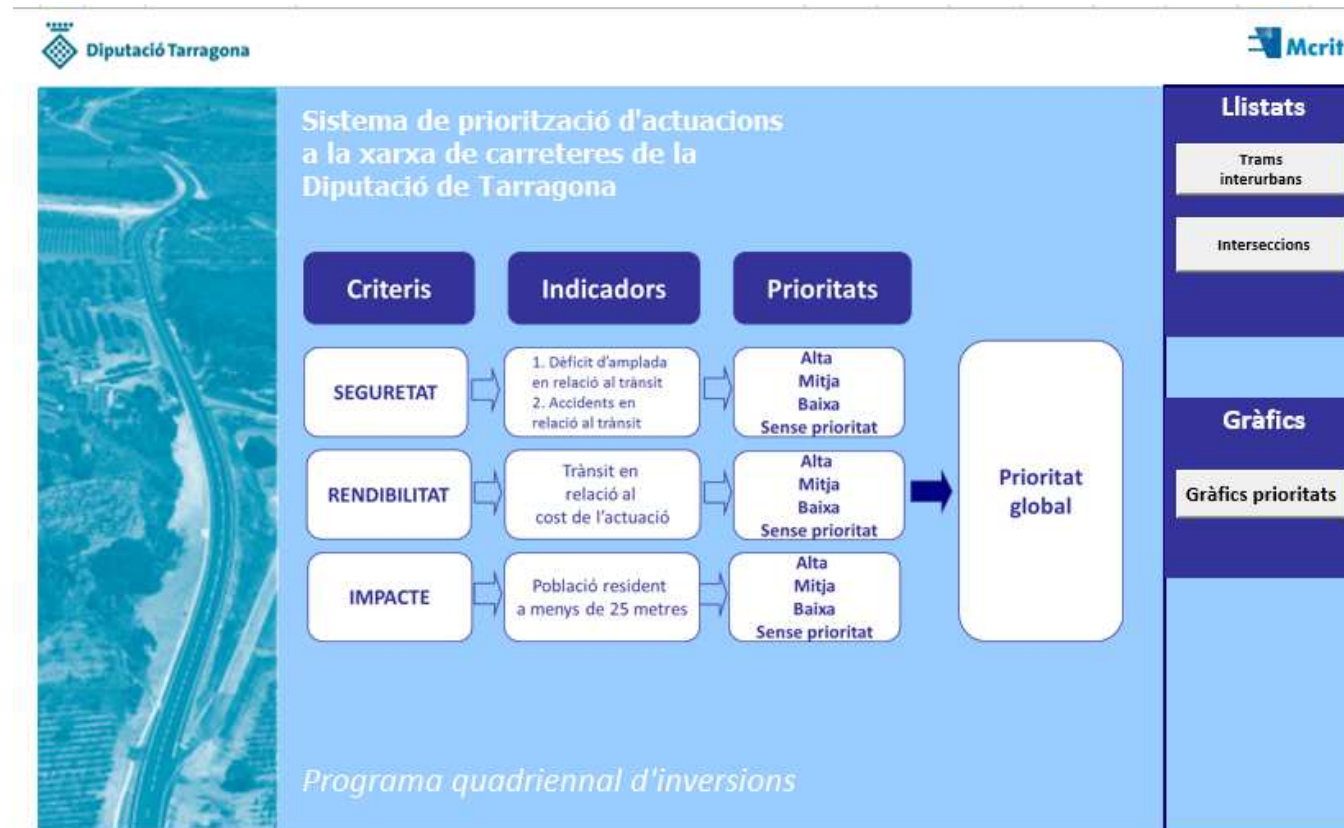 Diputació Tarragona
Mcrit
Sistema de priorització d'actuacions
a la xarxa de carreteres de la
Diputació de Tarragona
Criteris
Indicadors
Prioritats
SEGURETAT
1. Dèficit d'amplada
en relació al trànsit
2. Accidents en
relació al trànsit
Alta
Mitja
Baixa
Sense prioritat
RENDIBILITAT
Trànsit en
relació al
cost de l'actuació
Alta
Mitja
Baixa
Sense prioritat
IMPACTE
Població resident
a menys de 25 metres
Alta
Mitja
Baixa
Sense prioritat
Prioritat
global
Programa quadriennal d'inversions
Llistats
Trams
interurbans
Interseccions
Gràfics
Gràfics prioritats